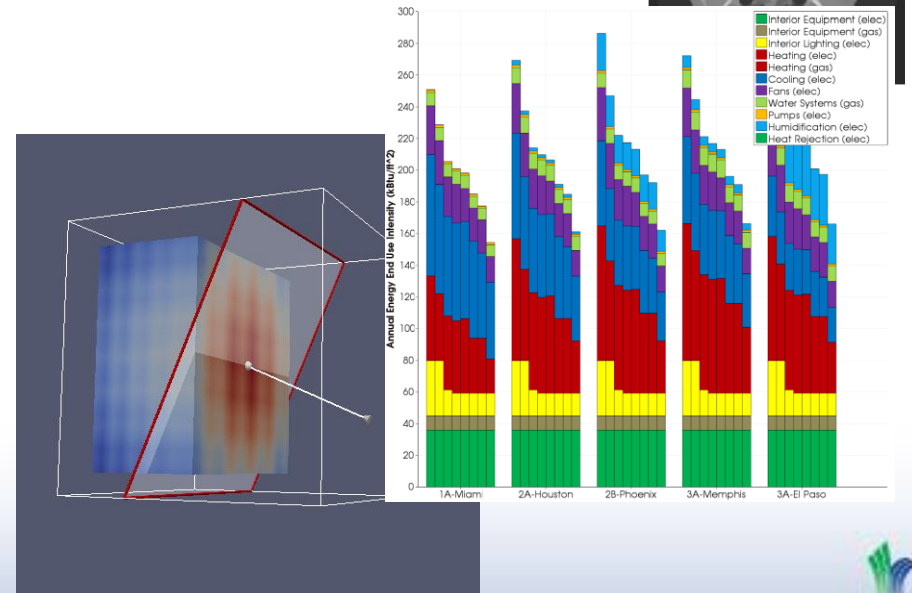 300
280
260
240
220
200
180
160
140
120
100
80
60
40
20
0
Annual Energy End Use Intensity (kBtu/ft^2)
Interior Equipment (elec)
Interior Equipment (gas)
Interior Lighting (elec)
Heating (elec)
Heating (gas)
Cooling (elec)
Fans (elec)
Water Systems (gas)
Pumps (elec)
Humidification (elec)
Heat Rejection (elec)
1A-Miami
2A-Houston
2B-Phoenix
3A-Memphis
3A-El Paso